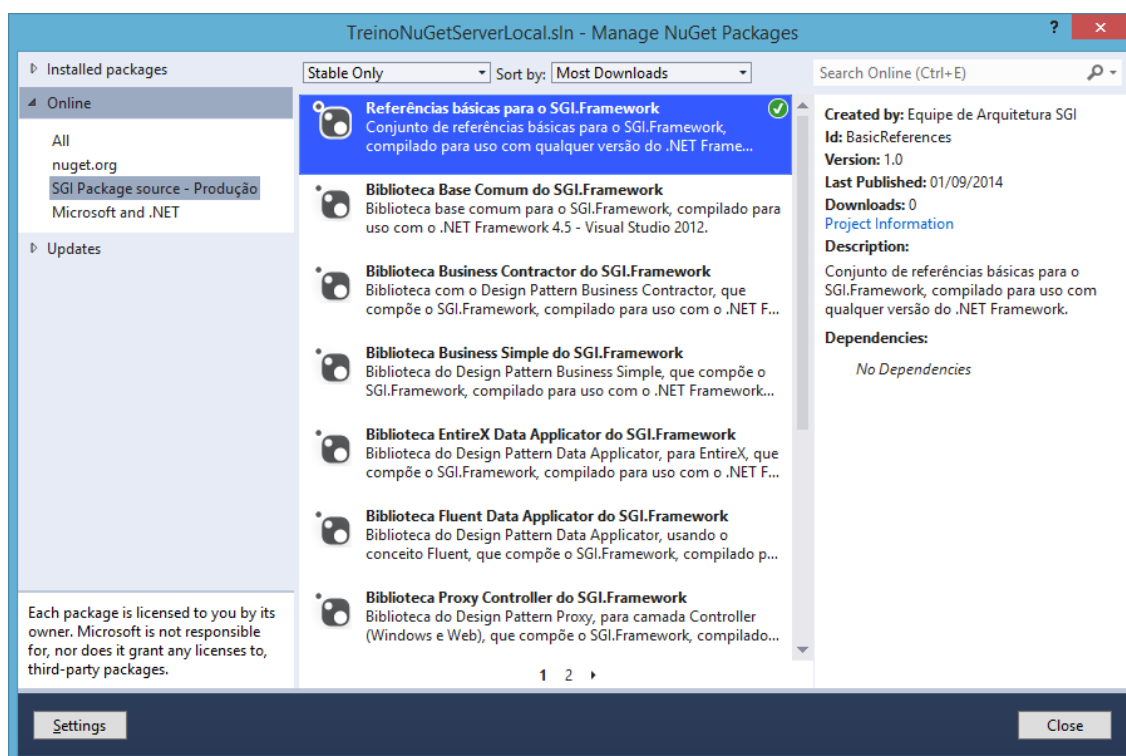 TreinoNuGetServerLocal.sln - Manage NuGet Packages
?
×
Installed packages
Online
All
nuget.org
SGI Package source - Produção
Microsoft and .NET
Updates
Each package is licensed to you by its
owner. Microsoft is not responsible
for, nor does it grant any licenses to,
third-party packages.
Stable Only
Sort by: Most Downloads
Referências básicas para o SGI.Framework
Conjunto de referências básicas para o SGI.Framework,
compilado para uso com qualquer versão do .NET Frame...
Biblioteca Base Comum do SGI.Framework
Biblioteca base comum para o SGI.Framework, compilado para
uso com o .NET Framework 4.5 - Visual Studio 2012.
Biblioteca Business Contractor do SGI.Framework
Biblioteca com o Design Pattern Business Contractor, que
compõe o SGI.Framework, compilado para uso com o .NET F...
Biblioteca Business Simple do SGI.Framework
Biblioteca do Design Pattern Business Simple, que compõe o
SGI.Framework, compilado para uso com o .NET Framework...
Biblioteca EntireX Data Applicator do SGI.Framework
Biblioteca do Design Pattern Data Applicator, para EntireX, que
compõe o SGI.Framework, compilado para uso com o .NET F...
Biblioteca Fluent Data Applicator do SGI.Framework
Biblioteca do Design Pattern Data Applicator, usando o
conceito Fluent, que compõe o SGI.Framework, compilado p...
Biblioteca Proxy Controller do SGI.Framework
Biblioteca do Design Pattern Proxy, para camada Controller
(Windows e Web), que compõe o SGI.Framework, compilado...
1 2
Search Online (Ctrl+E)
Created by: Equipe de Arquitetura SGI
Id: BasicReferences
Version: 1.0
Last Published: 01/09/2014
Downloads: 0
Project Information
Description:
Conjunto de referências básicas para o
SGI.Framework, compilado para uso com
qualquer versão do .NET Framework.
Dependencies:
No Dependencies
Settings
Close